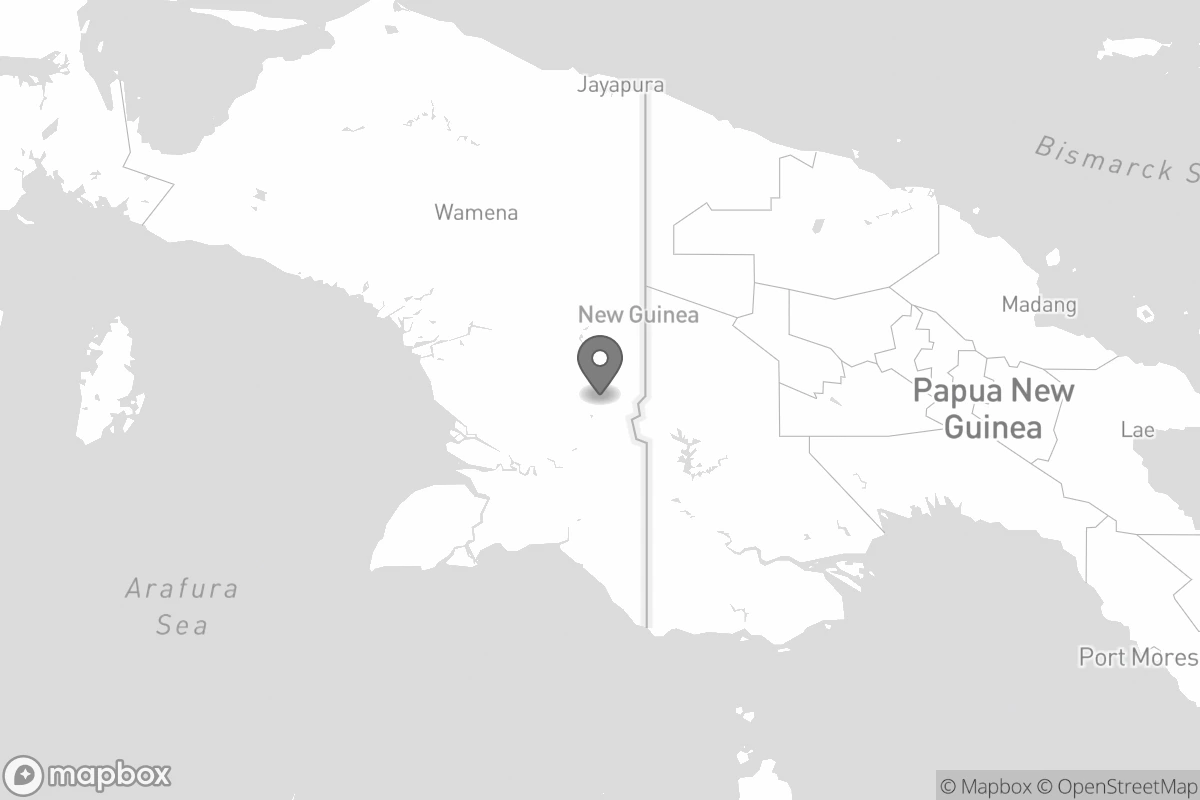 Jayapura
Bismarck S
Wamena
Madang
New Guinea
Papua New
Guinea
Lae
Arafura
Sea
Port Mores
mapbox
© Mapbox © OpenStreetMap